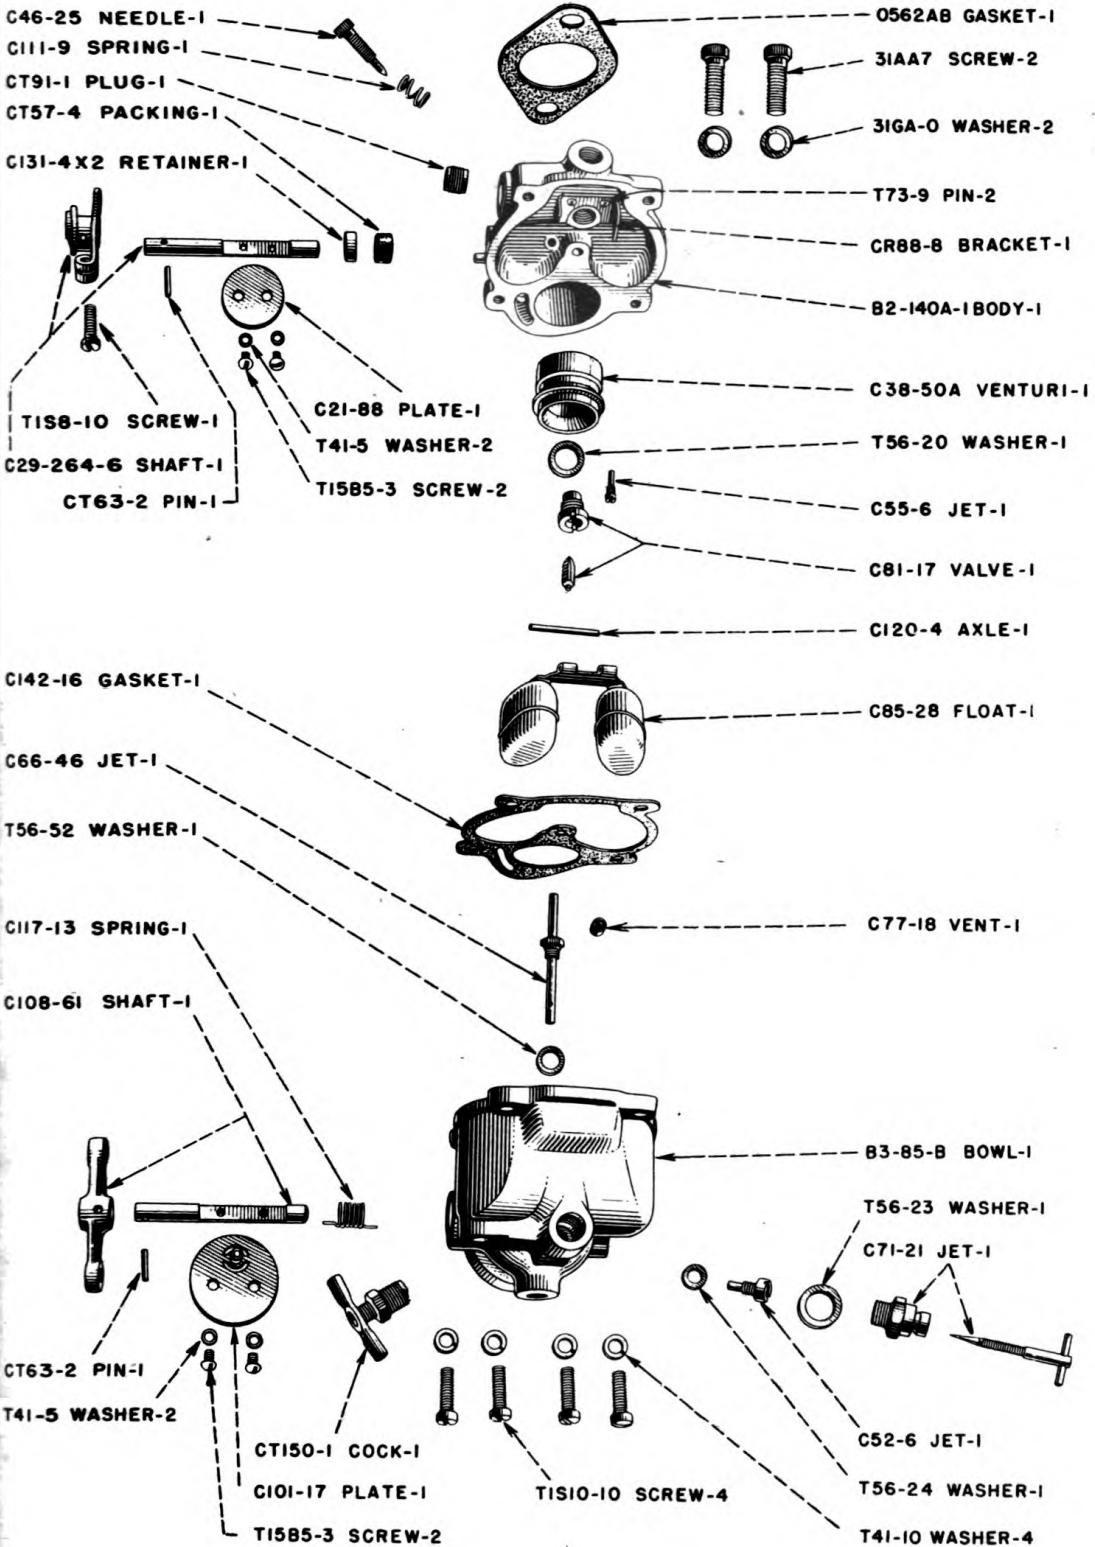 C46-25 NEEDLE-1
C111-9 SPRING-1
CT91-1 PLUG-1
CT57-4 PACKING-1
C131-4X2 RETAINER-1
T1S8-10 SCREW-1
C29-264-6 SHAFT-1
CT63-2 PIN-1
C21-88 PLATE-1
T41-5 WASHER-2
T15B5-3 SCREW-2
O562AB GASKET-1
31AA7 SCREW-2
31GA-0 WASHER-2
T73-9 PIN-2
CR88-8 BRACKET-1
B2-140A-1 BODY-1
C38-50A VENTURI-1
T56-20 WASHER-1
C55-6 JET-1
C81-17 VALVE-1
C120-4 AXLE-1
C85-28 FLOAT-1
C142-16 GASKET-1
C66-46 JET-1
T56-52 WASHER-1
C117-13 SPRING-1
C108-61 SHAFT-1
C77-18 VENT-1
B3-85-B BOWL-1
T56-23 WASHER-1
C71-21 JET-1
CT63-2 PIN-1
T41-5 WASHER-2
CT150-1 COCK-1
C101-17 PLATE-1
T15B5-3 SCREW-2
T1S10-10 SCREW-4
C52-6 JET-1
T56-24 WASHER-1
T41-10 WASHER-4